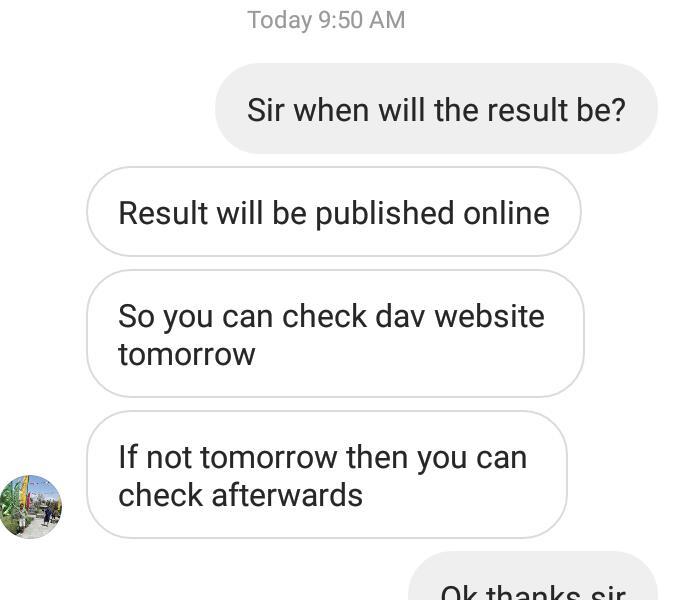 Today 9:50 AM
Sir when will the result be?
Result will be published online
So you can check dav website
tomorrow
If not tomorrow then you can
check afterwards
Ok thanks sir